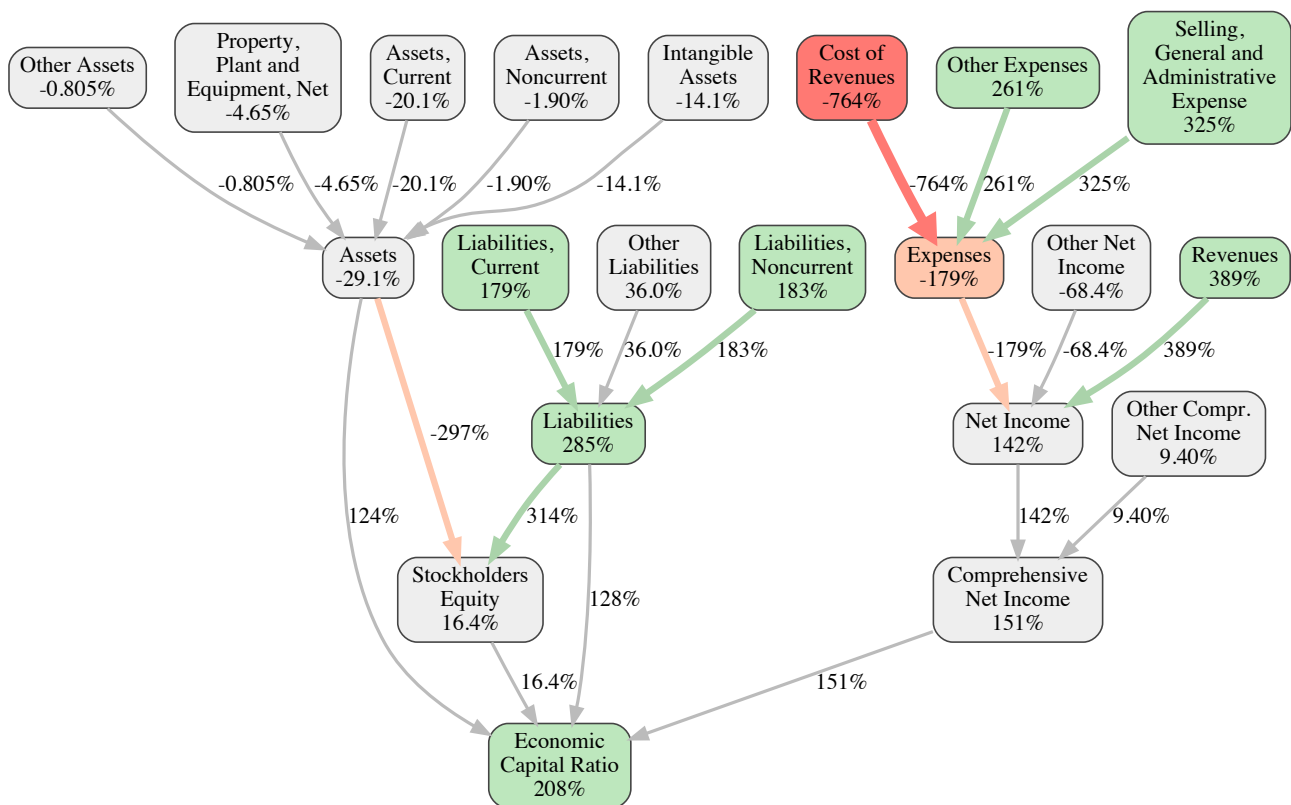 Other Assets
-0.805%
Property,
Plant and
Equipment, Net
-4.65%
Assets,
Current
-20.1%
Assets,
Noncurrent
-1.90%
Intangible
Assets
-14.1%
Cost of
Revenues
-764%
Other Expenses
261%
Selling,
General and
Administrative
Expense
325%
-0.805%
-4.65%
-20.1%
-1.90%
-14.1%
-764%
261%
325%
Assets
-29.1%
Liabilities,
Current
179%
Other
Liabilities
36.0%
Liabilities,
Noncurrent
183%
Expenses
-179%
Other Net
Income
-68.4%
Revenues
389%
179%
36.0%
183%
-179%
-68.4%
389%
-297%
Liabilities
285%
Net Income
142%
Other Compr.
Net Income
9.40%
124%
314%
128%
142%
9.40%
Stockholders
Equity
16.4%
Comprehensive
Net Income
151%
16.4%
151%
Economic
Capital Ratio
208%